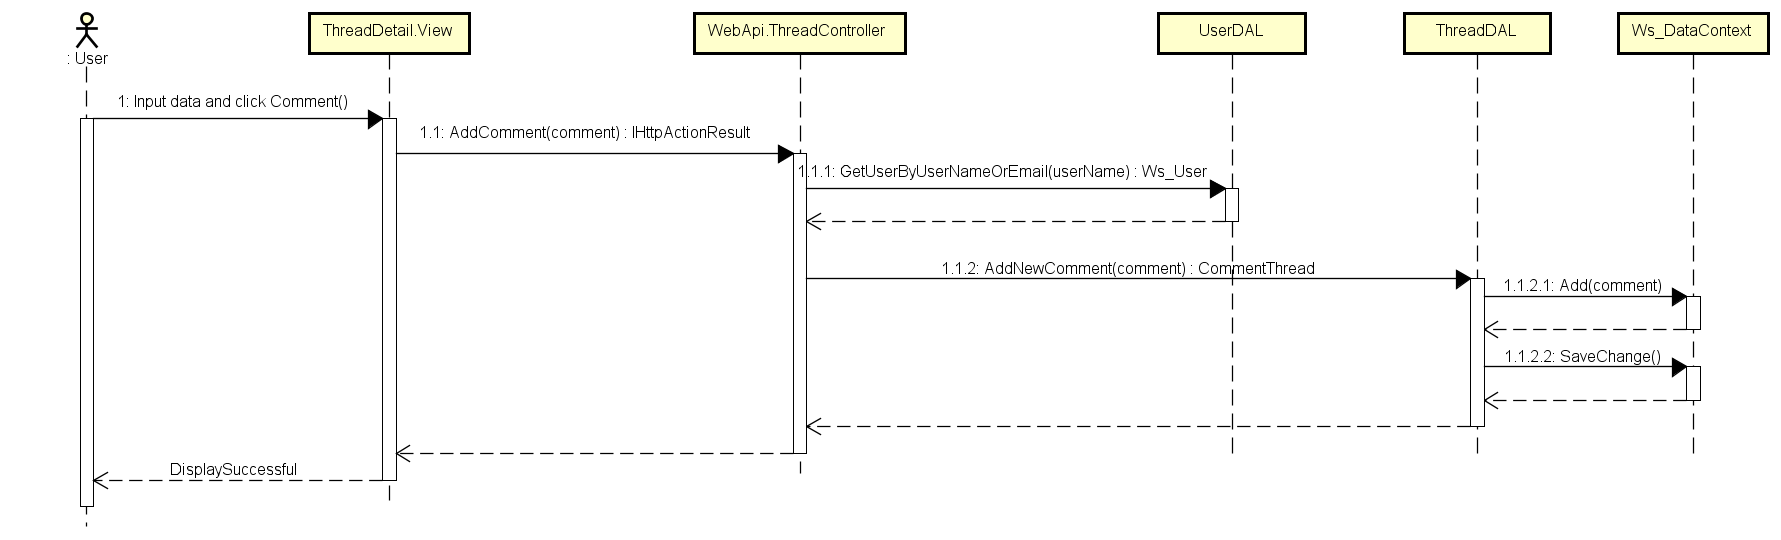 : User
ThreadDetail.View
WebApi.ThreadController
UserDAL
ThreadDAL
Ws_DataContext
1: Input data and click Comment()
1.1: AddComment(comment) : IHttpActionResult
1.1.1: GetUserByUserNameOrEmail(userName) : Ws_User
1.1.2: AddNewComment(comment) : CommentThread
1.1.2.1: Add(comment)
1.1.2.2: SaveChange()
DisplaySuccessful